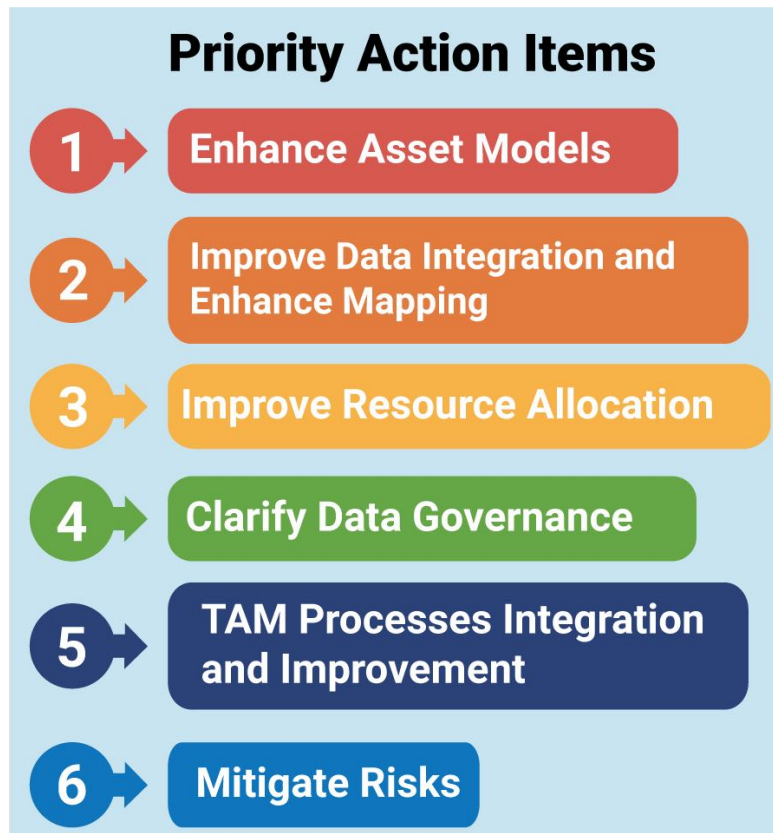 Priority Action Items
1 Enhance Asset Models
2 Improve Data Integration and
Enhance Mapping
3 Improve Resource Allocation
4 Clarify Data Governance
5 TAM Processes Integration
and Improvement
6 Mitigate Risks